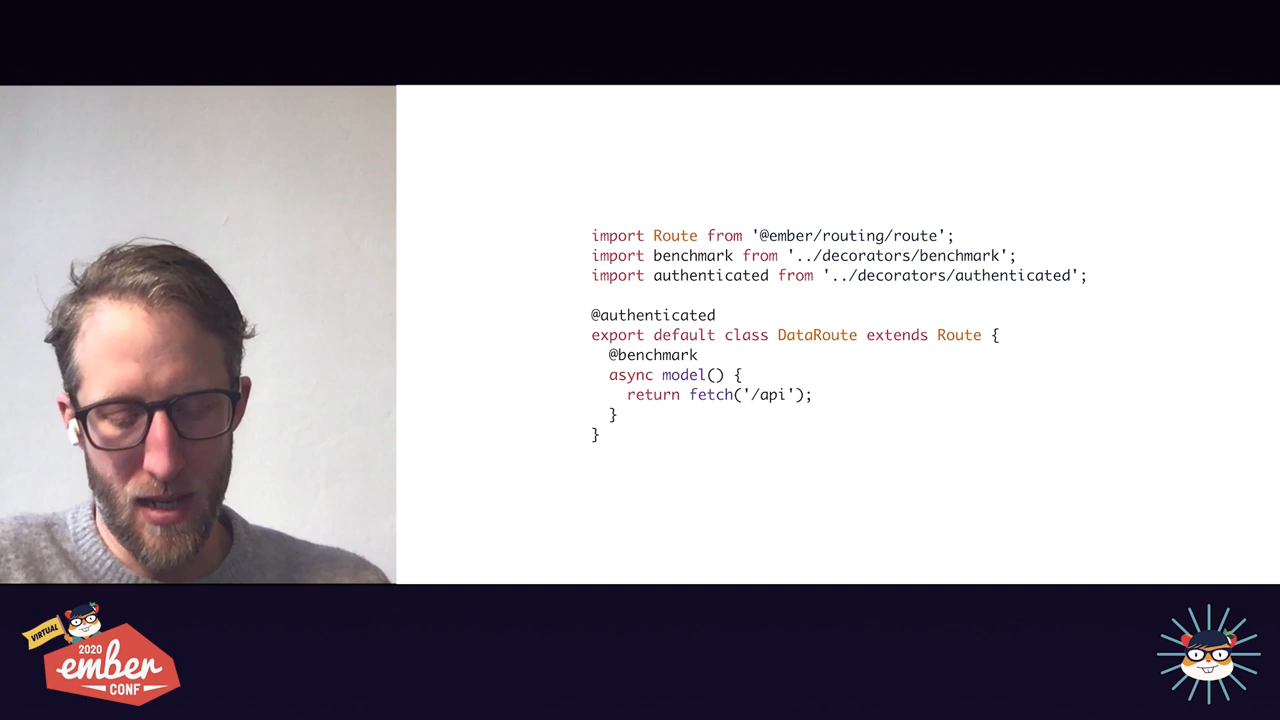 import Route from '@ember/routing/route';
import benchmark from '../decorators/benchmark';
import authenticated from '../decorators/authenticated';
@authenticated
export default class DataRoute extends Route {
@benchmark
async model() {
return fetch('/api');
}
}
VIRTUAL
2020
ember
CONF